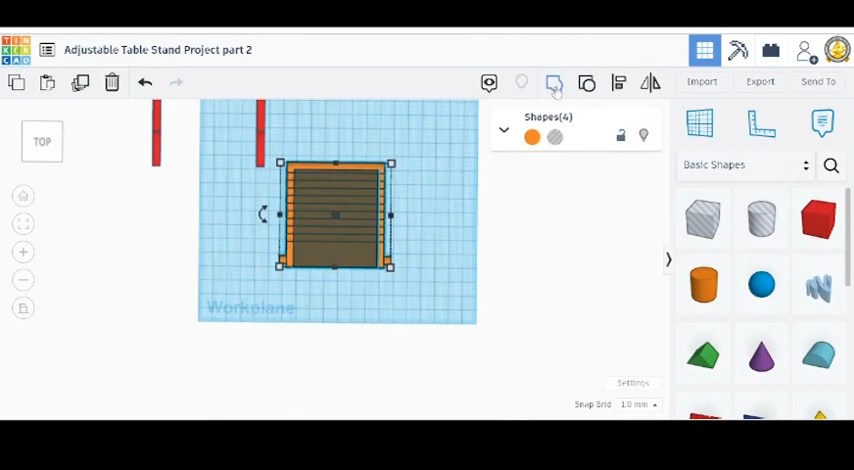 TIN
KER
CAD
Adjustable Table Stand Project part 2
Import
Export
Send To
Shapes(4)
TOP
Basic Shapes
Workplane
Settings
Snap Grid 1.0 mm